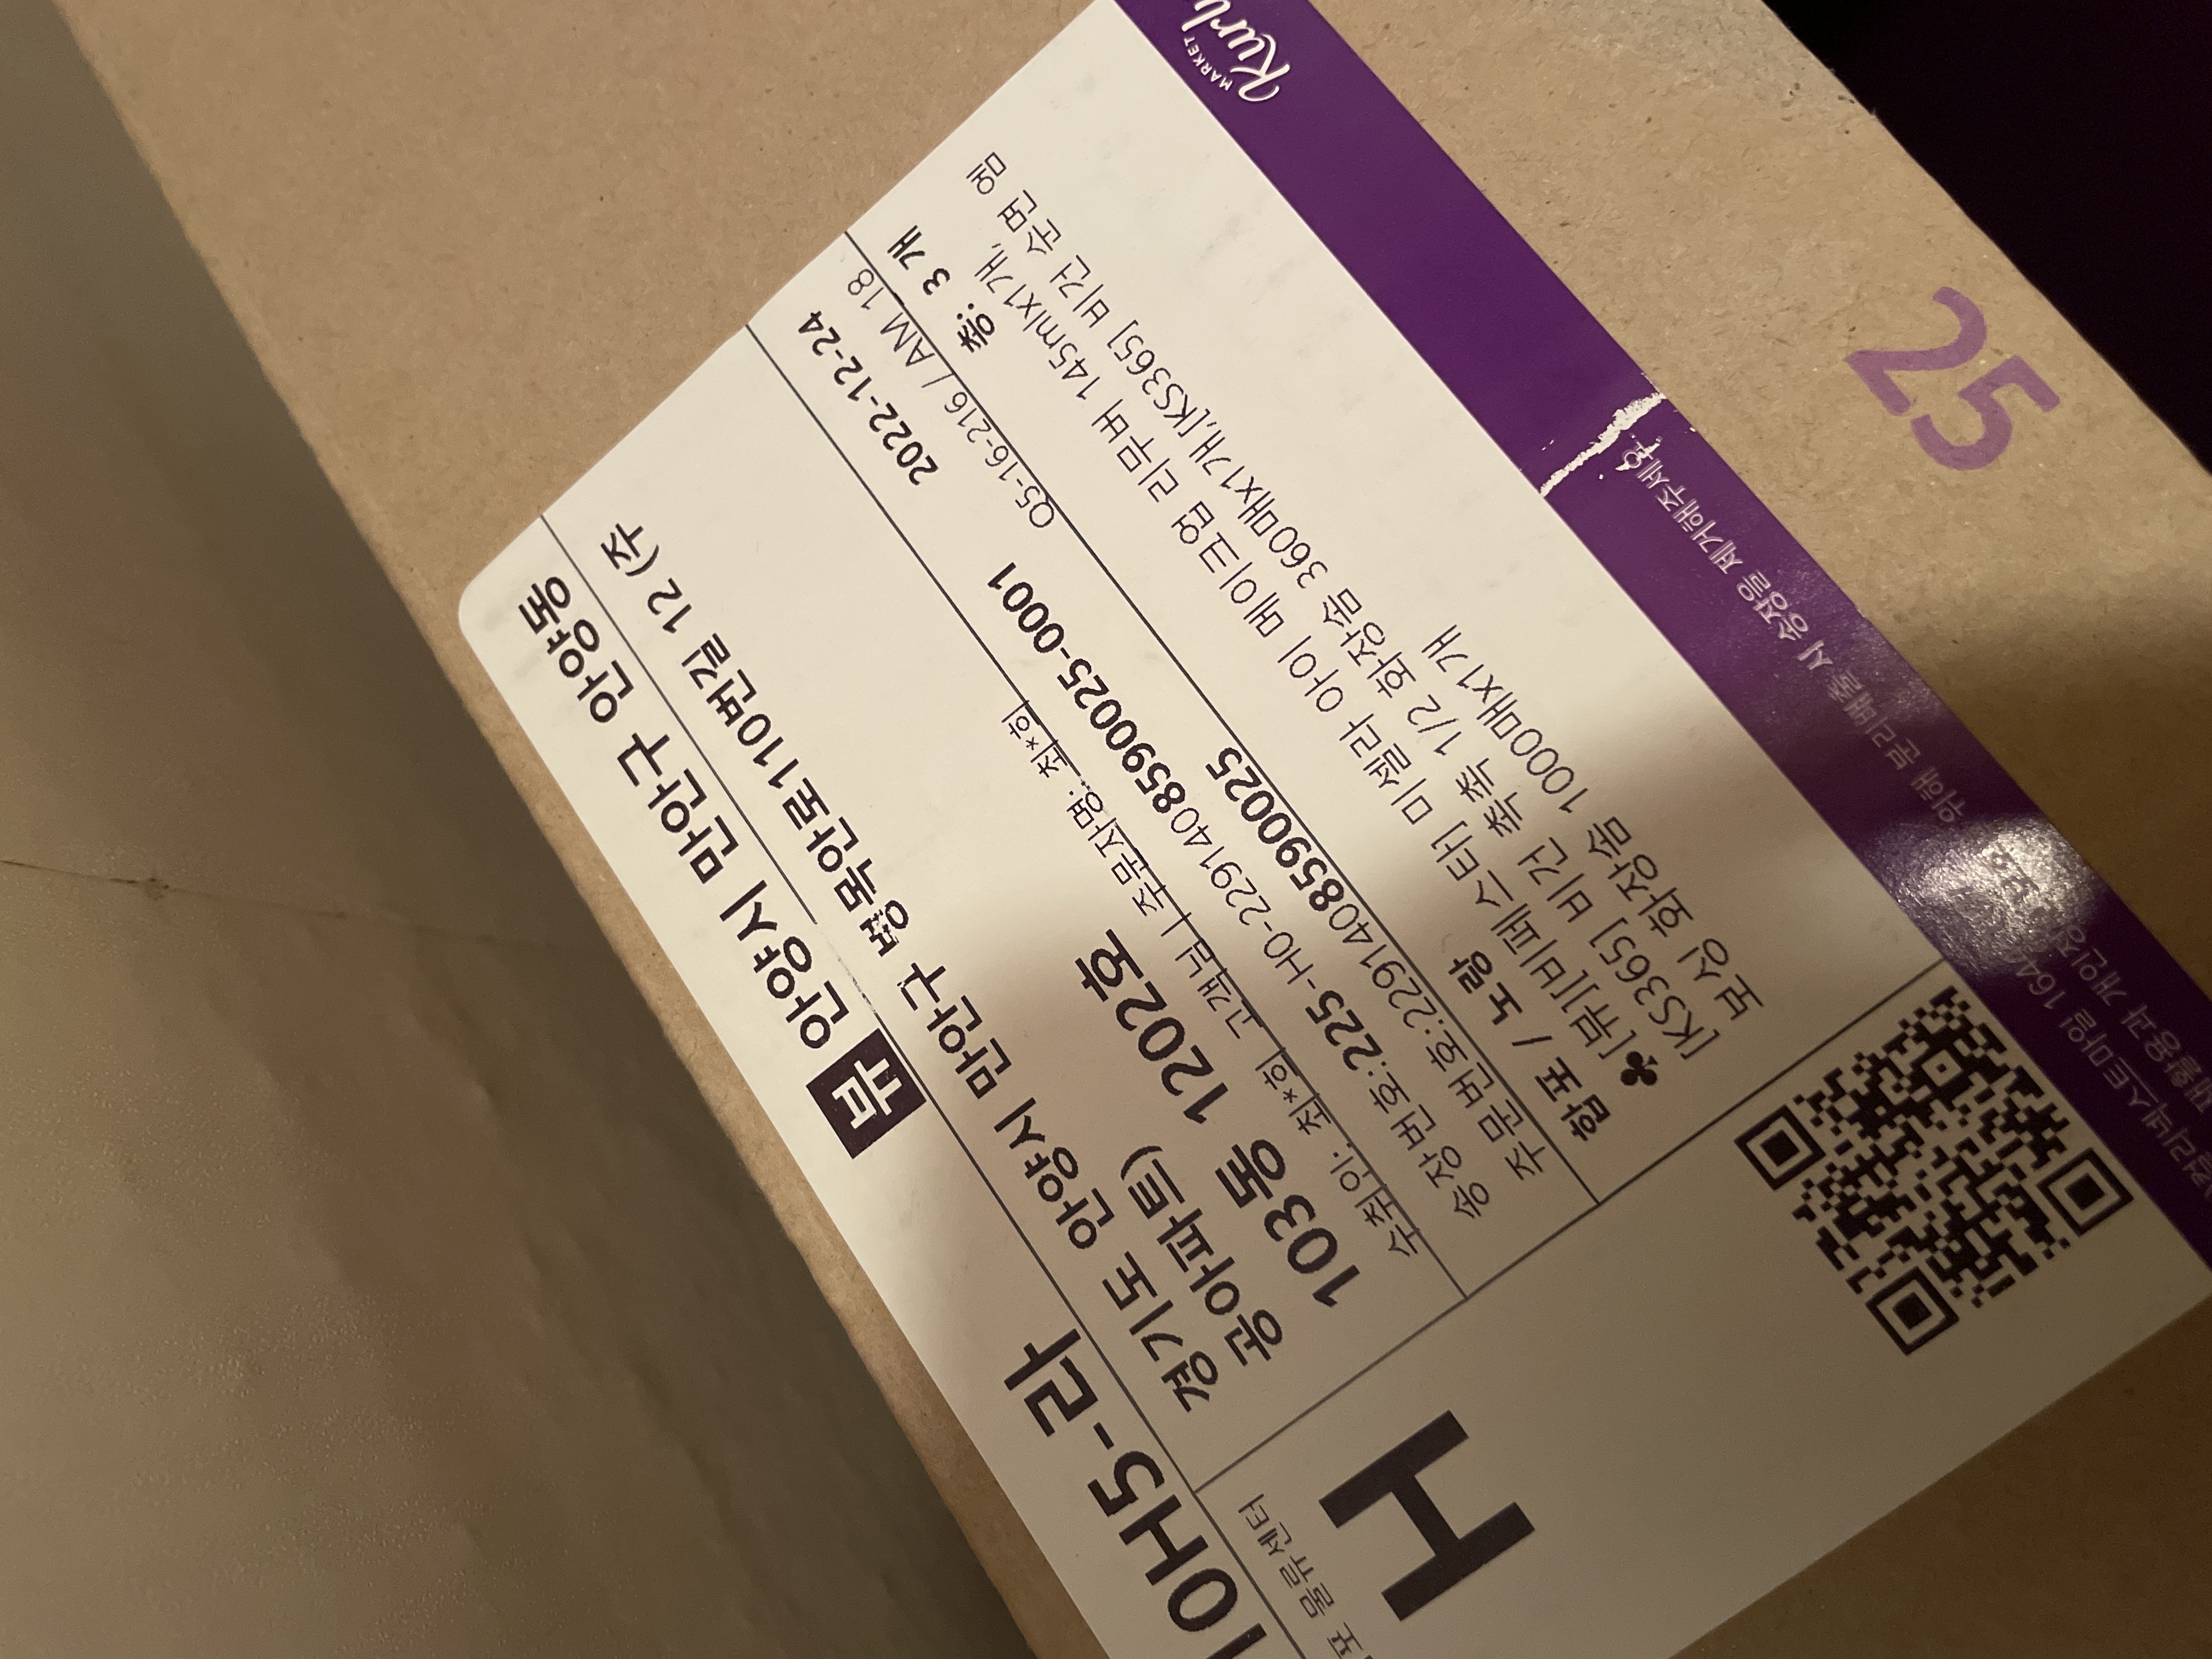 10H5-라
뷰 안양시 만안구 안양동
물류센터
H
경기도 안양시 만안구 병목안로110번길 12 (주
공아파트)
103동 1202호
수취인: 최*희 고객님 | 주문자명: 최*희
2022-12-24
송장번호:225-H0-2291408590025-0001
Q5-16-216 / AM_18
주문번호:2291408590025
합포 / 노랑
총: 3 개
♣[뷰][비페스타] 미셀라 아이 메이크업 리무버 145mlx1개,
[KS365] 비건 촉촉 1/2 화장솜 360매x1개,[KS365] 비건 순면 엠
보싱 화장솜 1000매x1개
MARKET
Kurly
컬리넥스트마일 164
재활용과 개인정보 보호 위해 분리배출 시 송장을 제거해주세요.
25